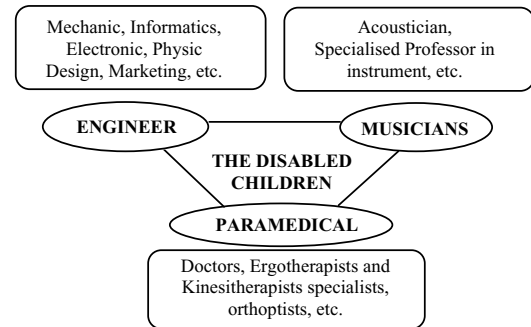 Mechanic, Informatics,
Electronic, Physic
Design, Marketing, etc.
Acoustician,
Specialised Professor in
instrument, etc.
ENGINEER
MUSICIANS
THE DISABLED
CHILDREN
PARAMEDICAL
Doctors, Ergotherapists and
Kinesitherapists specialists,
orthoptists, etc.